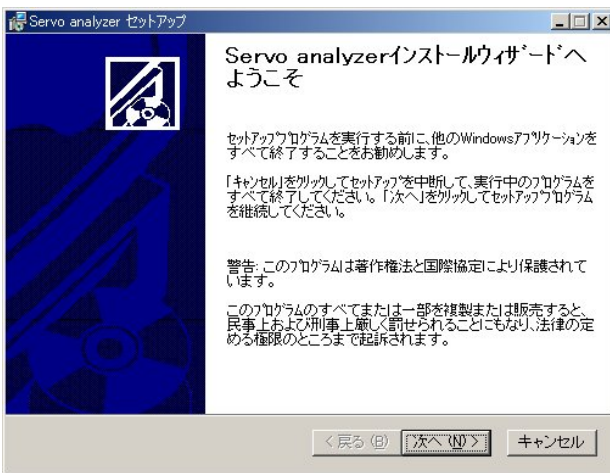 Servo analyzer セットアップ
Servo analyzerインストールウィザードへ
ようこそ
セットアッププログラムを実行する前に、他のWindowsアプリケーションを
すべて終了することをお勧めします。
「キャンセル」をクリックしてセットアップを中断して、実行中のプログラムを
すべて終了してください。「次へ」をクリックしてセットアッププログラム
を継続してください。
警告: このプログラムは著作権法と国際協定により保護されて
います。
このプログラムのすべてまたは一部を複製または販売すると、
民事上および刑事上厳しく罰せられることにもなり、法律の定
める極限のところまで起訴されます。
< 戻る (B)
次へ (N) >
キャンセル